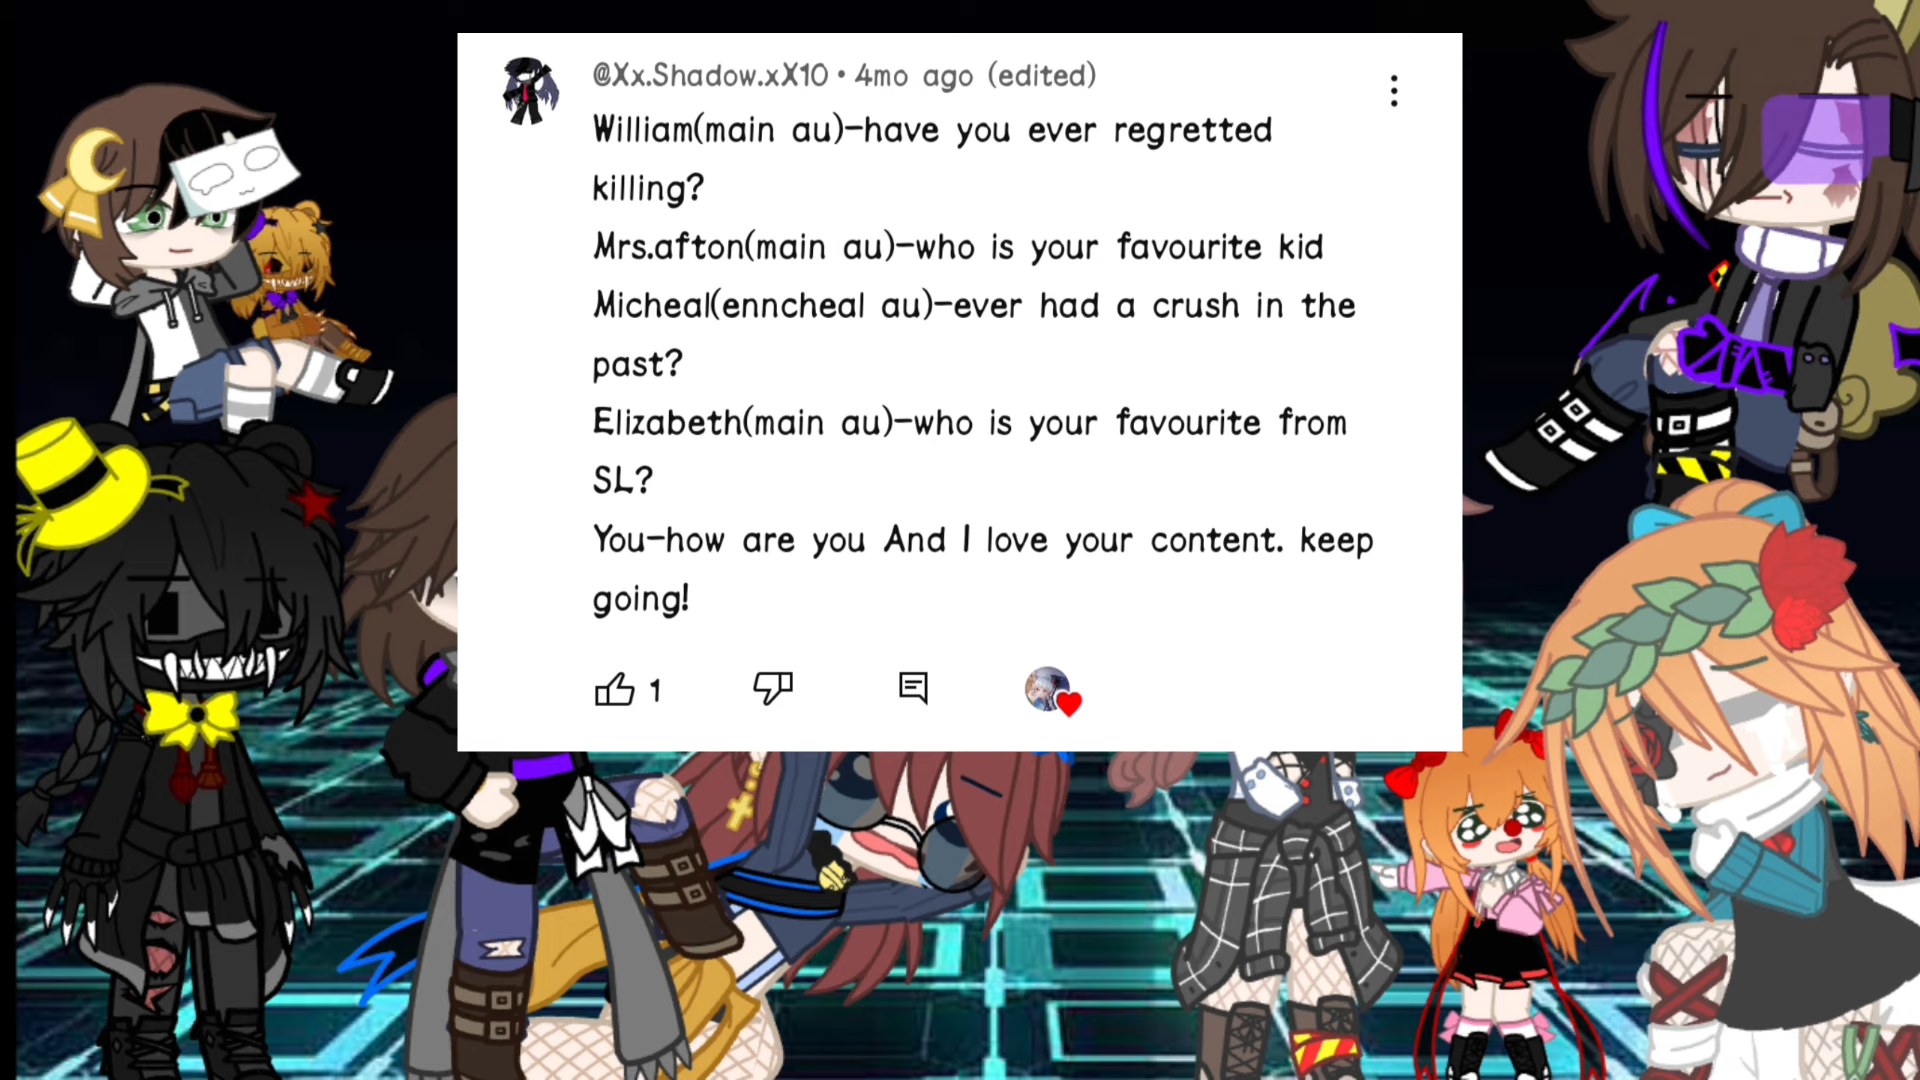 @Xx.Shadow.xX10 • 4mo ago (edited)
William(main au)-have you ever regretted
killing?
Mrs.afton(main au)-who is your favourite kid
Micheal(enncheal au)-ever had a crush in the
past?
Elizabeth(main au)-who is your favourite from
SL?
You-how are you And I love your content. keep
going!
1